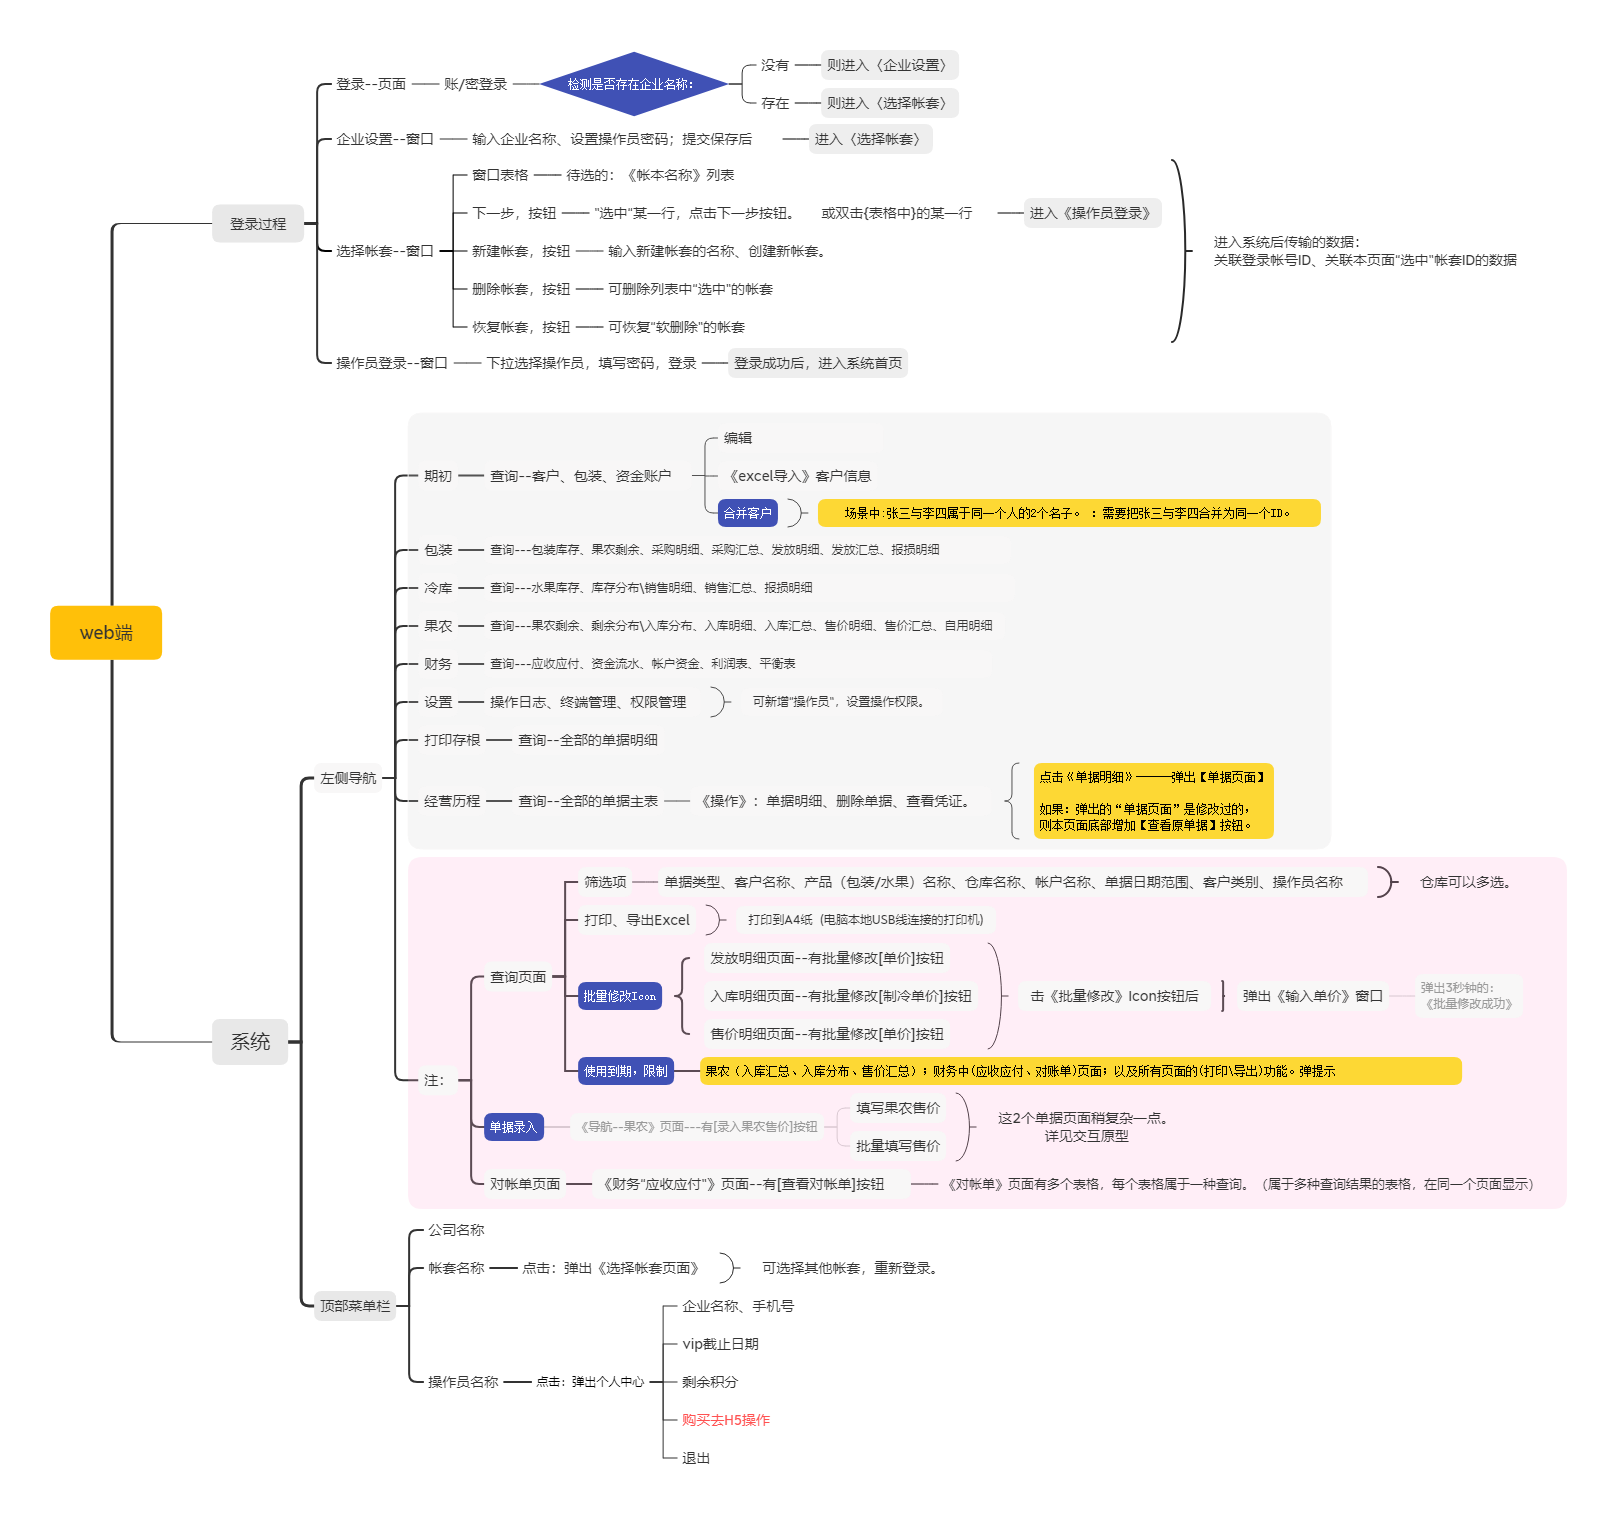 web端
登录过程
登录--页面
账/密登录
检测是否存在企业名称：
没有
则进入〈企业设置〉
存在
则进入〈选择帐套〉
企业设置--窗口
输入企业名称、设置操作员密码；提交保存后
进入〈选择帐套〉
选择帐套--窗口
窗口表格
待选的：《帐本名称》列表
下一步，按钮
"选中"某一行，点击下一步按钮。 或双击{表格中}的某一行
进入《操作员登录》
新建帐套，按钮
输入新建帐套的名称、创建新帐套。
删除帐套，按钮
可删除列表中"选中"的帐套
恢复帐套，按钮
可恢复"软删除"的帐套
操作员登录--窗口
下拉选择操作员，填写密码，登录
登录成功后，进入系统首页
进入系统后传输的数据：
关联登录帐号ID、关联本页面"选中"帐套ID的数据
系统
左侧导航
期初
查询--客户、包装、资金账户
编辑
《excel导入》客户信息
合并客户
场景中:张三与李四属于同一个人的2个名子。 ：需要把张三与李四合并为同一个ID。
包装
查询---包装库存、果农剩余、采购明细、采购汇总、发放明细、发放汇总、报损明细
冷库
查询---水果库存、库存分布\销售明细、销售汇总、报损明细
果农
查询---果农剩余、剩余分布\入库分布、入库明细、入库汇总、售价明细、售价汇总、自用明细
财务
查询---应收应付、资金流水、帐户资金、利润表、平衡表
设置
操作日志、终端管理、权限管理
可新增"操作员"，设置操作权限。
打印存根
查询--全部的单据明细
经营历程
查询--全部的单据主表
《操作》：单据明细、删除单据、查看凭证。
点击《单据明细》———弹出【单据页面】
如果：弹出的“单据页面”是修改过的，
则本页面底部增加【查看原单据】按钮。
注：
查询页面
筛选项
单据类型、客户名称、产品（包装/水果）名称、仓库名称、帐户名称、单据日期范围、客户类别、操作员名称
仓库可以多选。
打印、导出Excel
打印到A4纸（电脑本地USB线连接的打印机）
批量修改Icon
发放明细页面--有批量修改[单价]按钮
入库明细页面--有批量修改[制冷单价]按钮
售价明细页面--有批量修改[单价]按钮
击《批量修改》Icon按钮后
弹出《输入单价》窗口
弹出3秒钟的：
《批量修改成功》
使用到期，限制
果农（入库汇总、入库分布、售价汇总）；财务中(应收应付、对账单)页面；以及所有页面的(打印\导出)功能。弹提示
单据录入
《导航--果农》页面---有[录入果农售价]按钮
填写果农售价
批量填写售价
这2个单据页面稍复杂一点。
详见交互原型
对帐单页面
《财务"应收应付"》页面--有[查看对帐单]按钮
《对帐单》页面有多个表格，每个表格属于一种查询。（属于多种查询结果的表格，在同一个页面显示）
顶部菜单栏
公司名称
帐套名称
点击：弹出《选择帐套页面》
可选择其他帐套，重新登录。
操作员名称
点击：弹出个人中心
企业名称、手机号
vip截止日期
剩余积分
购买去H5操作
退出